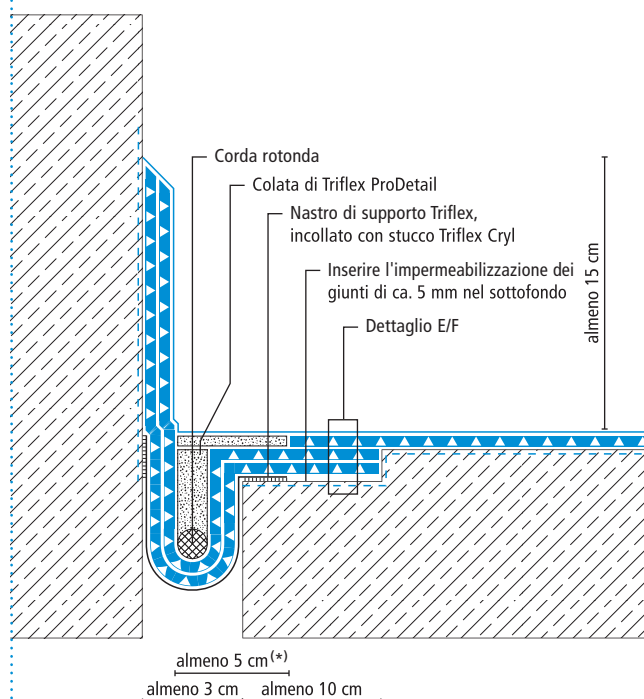 Corda rotonda
Colata di Triflex ProDetail
Nastro di supporto Triflex,
incollato con stucco Triflex Cryl
Inserire l'impermeabilizzazione dei
giunti di ca. 5 mm nel sottofondo
Dettaglio E/F
almeno 15 cm
almeno 5 cm(*)
almeno 3 cm almeno 10 cm